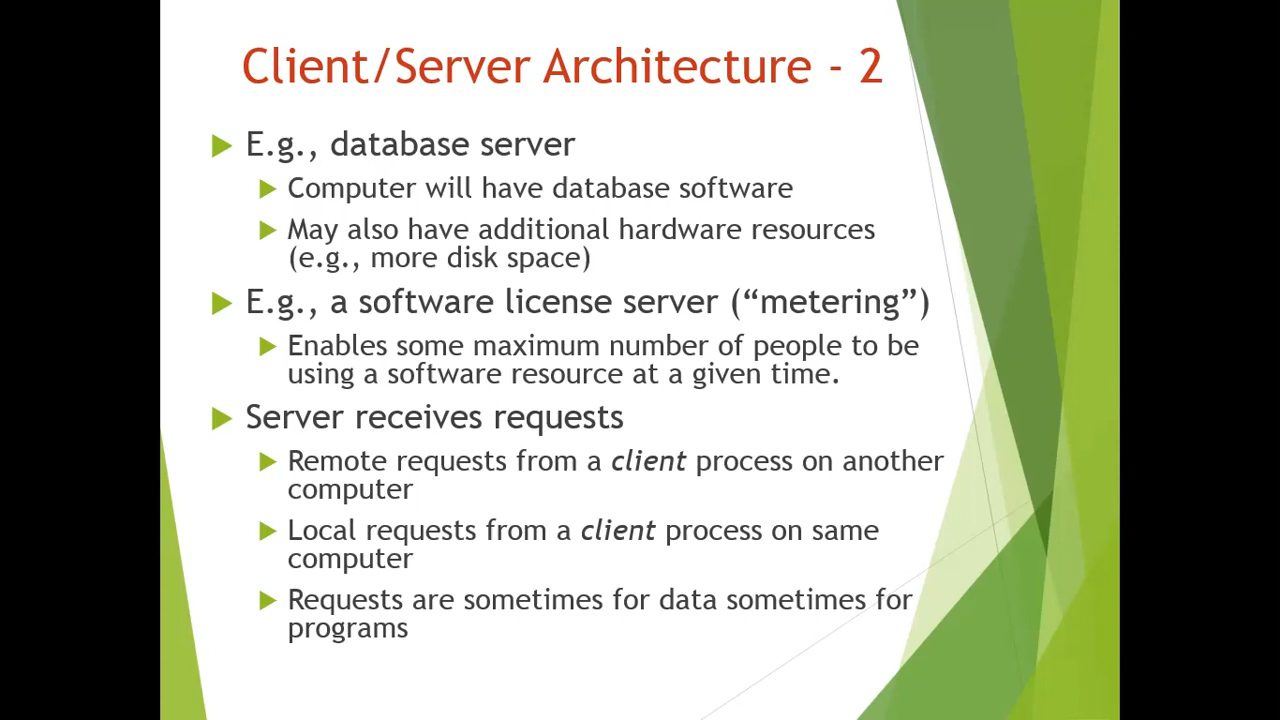 Client/Server Architecture - 2
E.g., database server
Computer will have database software
May also have additional hardware resources
(e.g., more disk space)
E.g., a software license server (“metering”)
Enables some maximum number of people to be
using a software resource at a given time.
Server receives requests
Remote requests from a client process on another
computer
Local requests from a client process on same
computer
Requests are sometimes for data sometimes for
programs